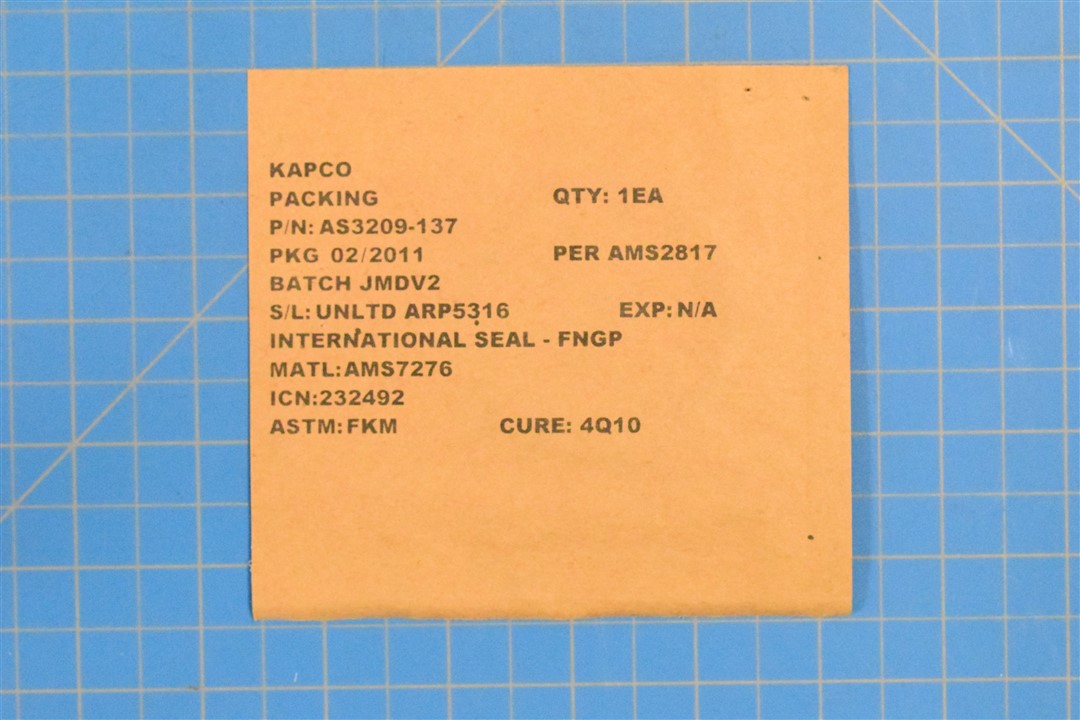 KAPCO
PACKING QTY: 1EA
P/N: AS3209-137
PKG 02/2011 PER AMS2817
BATCH JMDV2
S/L: UNLTD ARP5316 EXP: N/A
INTERNATIONAL SEAL - FNGP
MATL:AMS7276
ICN:232492
ASTM:FKM CURE: 4Q10